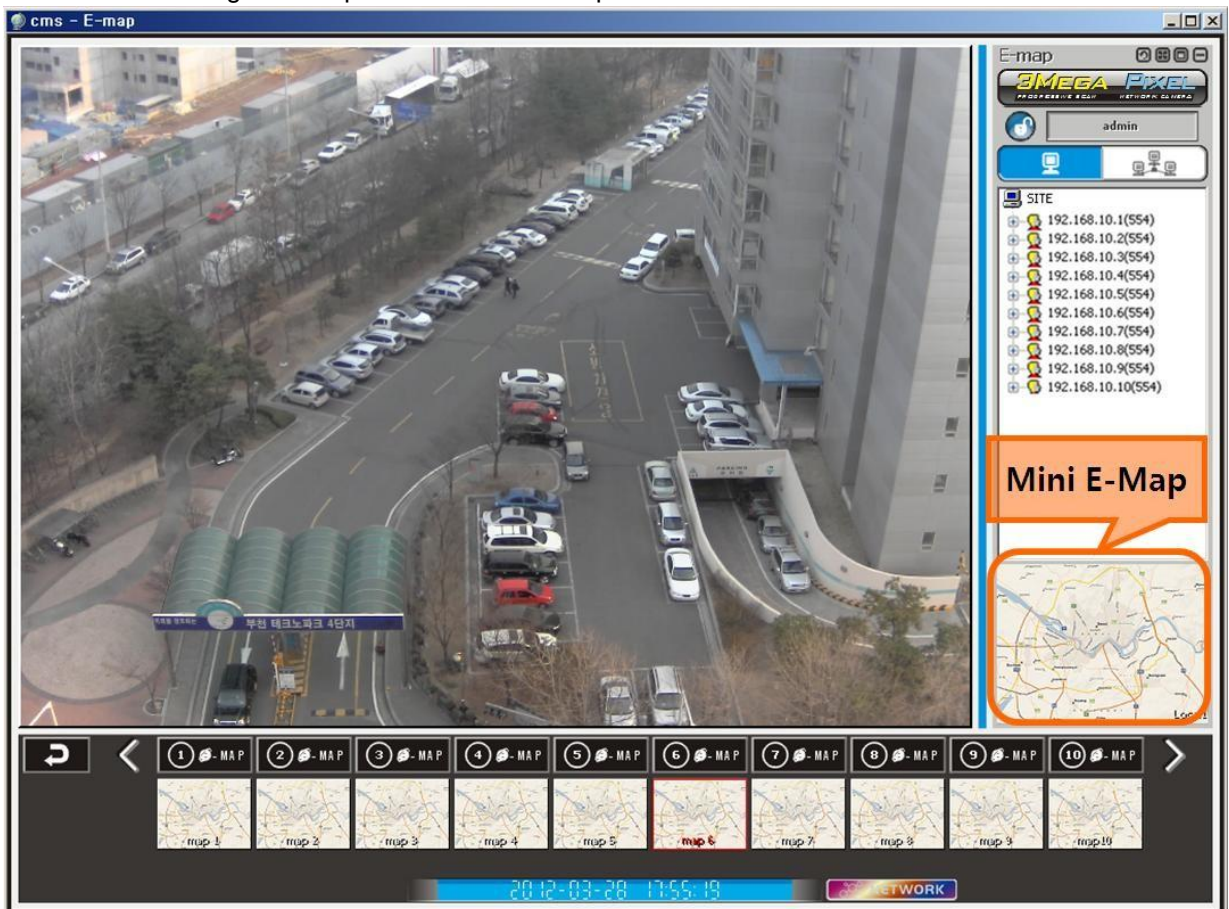 cms - E-map
E-map
3MEGA PIXEL
PROGRESSIVE SCAN NETWORK CAMERA
admin
SITE
192.168.10.1(554)
192.168.10.2(554)
192.168.10.3(554)
192.168.10.4(554)
192.168.10.5(554)
192.168.10.6(554)
192.168.10.7(554)
192.168.10.8(554)
192.168.10.9(554)
192.168.10.10(554)
Mini E-Map
부천 테크노파크 4단지
1 e-MAP
2 e-MAP
3 e-MAP
4 e-MAP
5 e-MAP
6 e-MAP
7 e-MAP
8 e-MAP
9 e-MAP
10 e-MAP
map 1
map 2
map 3
map 4
map 5
map 6
map 7
map 8
map 9
map10
2012-03-28 17:55:19
NETWORK